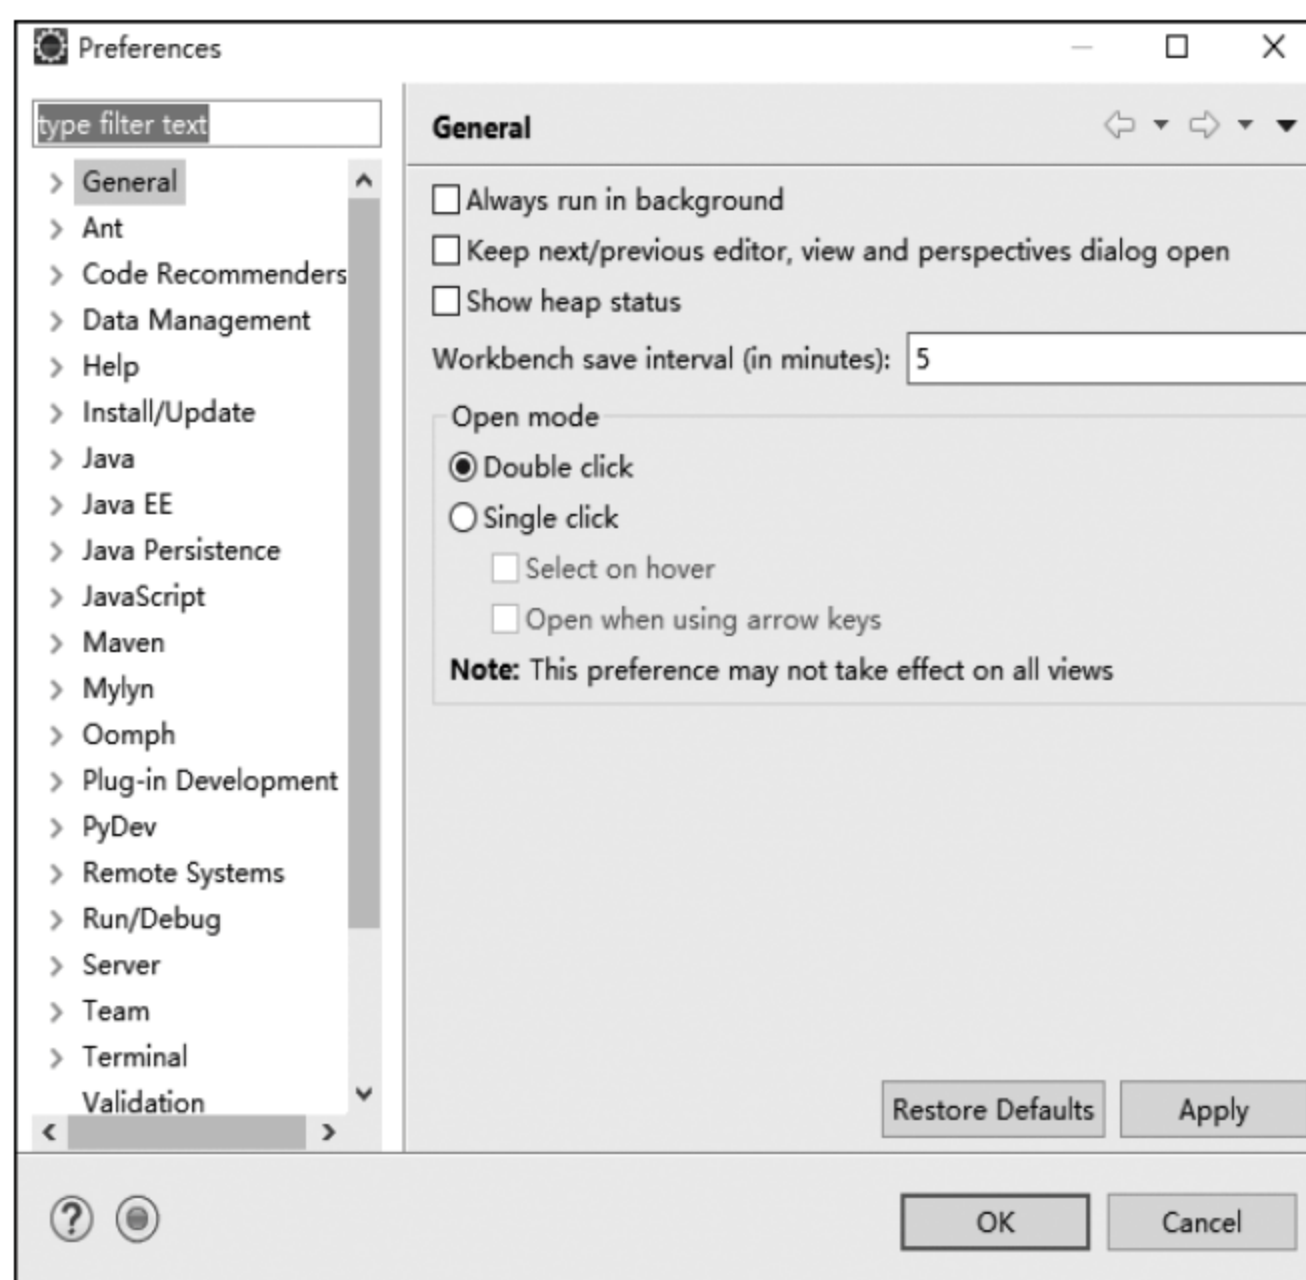 Preferences
type filter text
General
Ant
Code Recommenders
Data Management
Help
Install/Update
Java
Java EE
Java Persistence
JavaScript
Maven
Mylyn
Oomph
Plug-in Development
PyDev
Remote Systems
Run/Debug
Server
Team
Terminal
Validation
General
Always run in background
Keep next/previous editor, view and perspectives dialog open
Show heap status
Workbench save interval (in minutes): 5
Open mode
Double click
Single click
Select on hover
Open when using arrow keys
Note: This preference may not take effect on all views
Restore Defaults Apply
OK Cancel